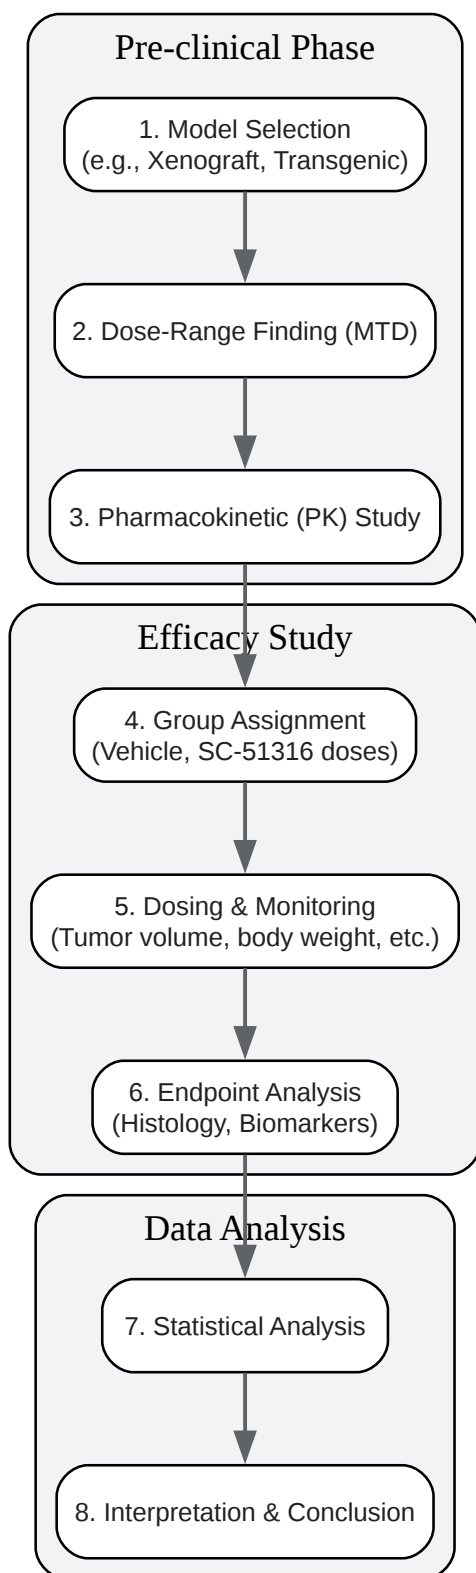 Pre-clinical Phase
1. Model Selection
(e.g., Xenograft, Transgenic)
2. Dose-Range Finding (MTD)
3. Pharmacokinetic (PK) Study
Efficacy Study
4. Group Assignment
(Vehicle, SC-51316 doses)
5. Dosing & Monitoring
(Tumor volume, body weight, etc.)
6. Endpoint Analysis
(Histology, Biomarkers)
Data Analysis
7. Statistical Analysis
8. Interpretation & Conclusion